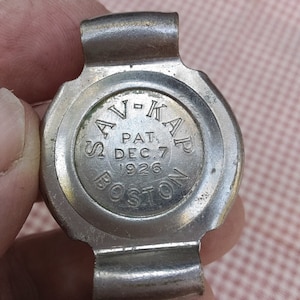 SAV-KAP
PAT.
DEC. 7
1926
BOSTON